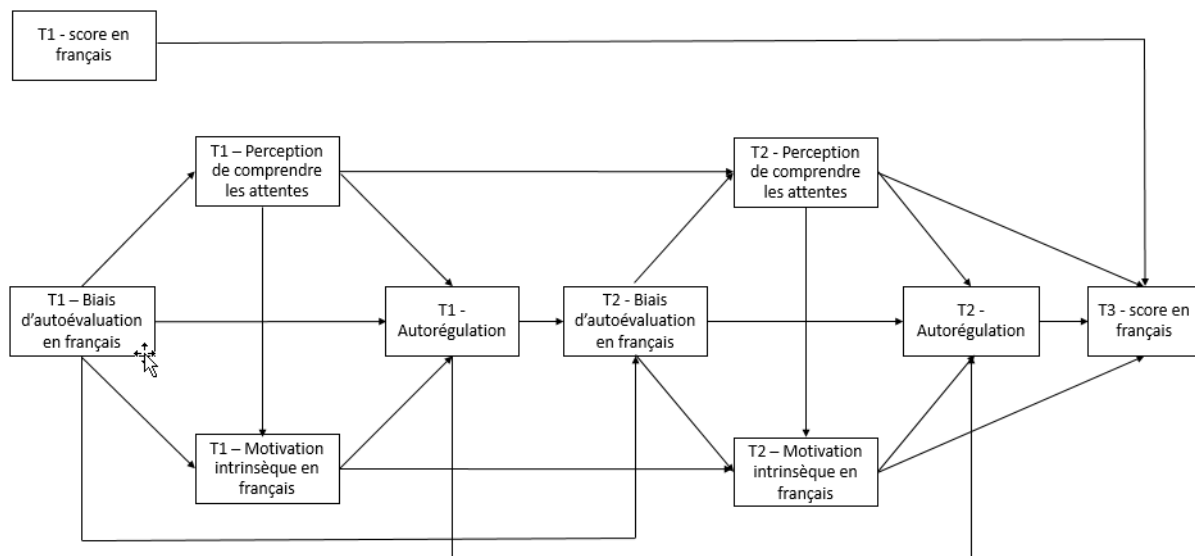 T1 - score en
français
T1 – Perception
de comprendre
les attentes
T2 - Perception
de comprendre
les attentes
T1 – Biais
d'autoévaluation
en français
T1 -
Autorégulation
T2 - Biais
d'autoévaluation
en français
T2 -
Autorégulation
T3 - score en
français
T1 – Motivation
intrinsèque en
français
T2 – Motivation
intrinsèque en
français